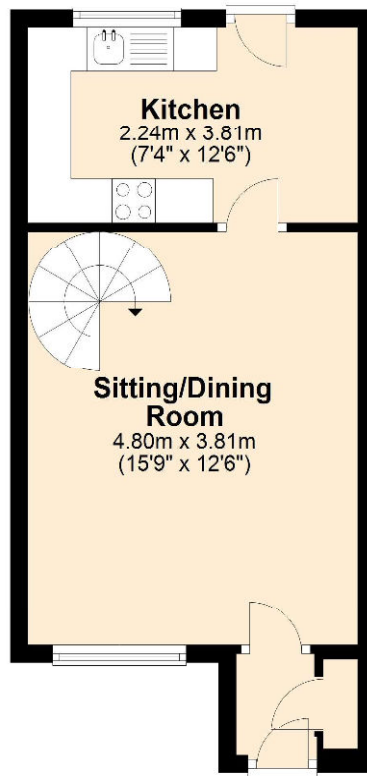 Kitchen
2.24m x 3.81m
(7'4" x 12'6")
Sitting/Dining
Room
4.80m x 3.81m
(15'9" x 12'6")